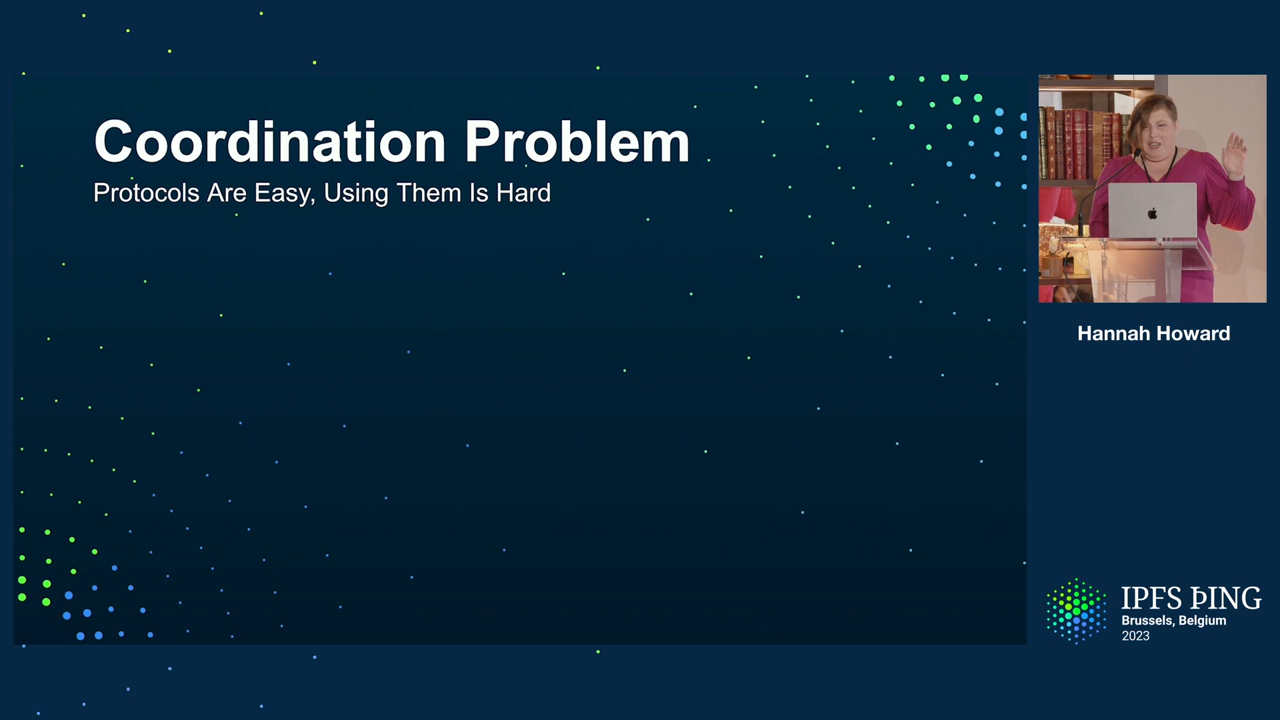 Coordination Problem
Protocols Are Easy, Using Them Is Hard
Hannah Howard
IPFS ÞING
Brussels, Belgium
2023